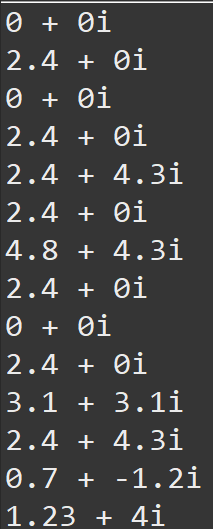 0 + 0i
2.4 + 0i
0 + 0i
2.4 + 0i
2.4 + 4.3i
2.4 + 0i
4.8 + 4.3i
2.4 + 0i
0 + 0i
2.4 + 0i
3.1 + 3.1i
2.4 + 4.3i
0.7 + -1.2i
1.23 + 4i